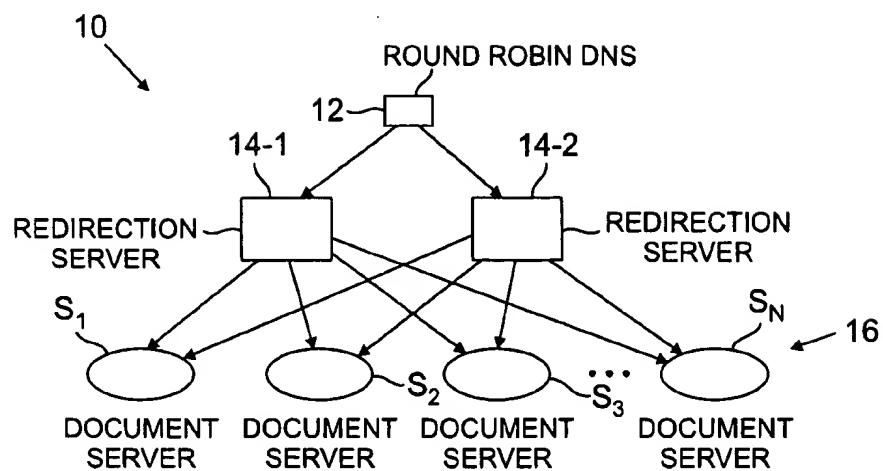 10
ROUND ROBIN DNS
12
14-1
14-2
REDIRECTION
SERVER
REDIRECTION
SERVER
S1
S2
S3
...
SN
16
DOCUMENT
SERVER
DOCUMENT
SERVER
DOCUMENT
SERVER
DOCUMENT
SERVER